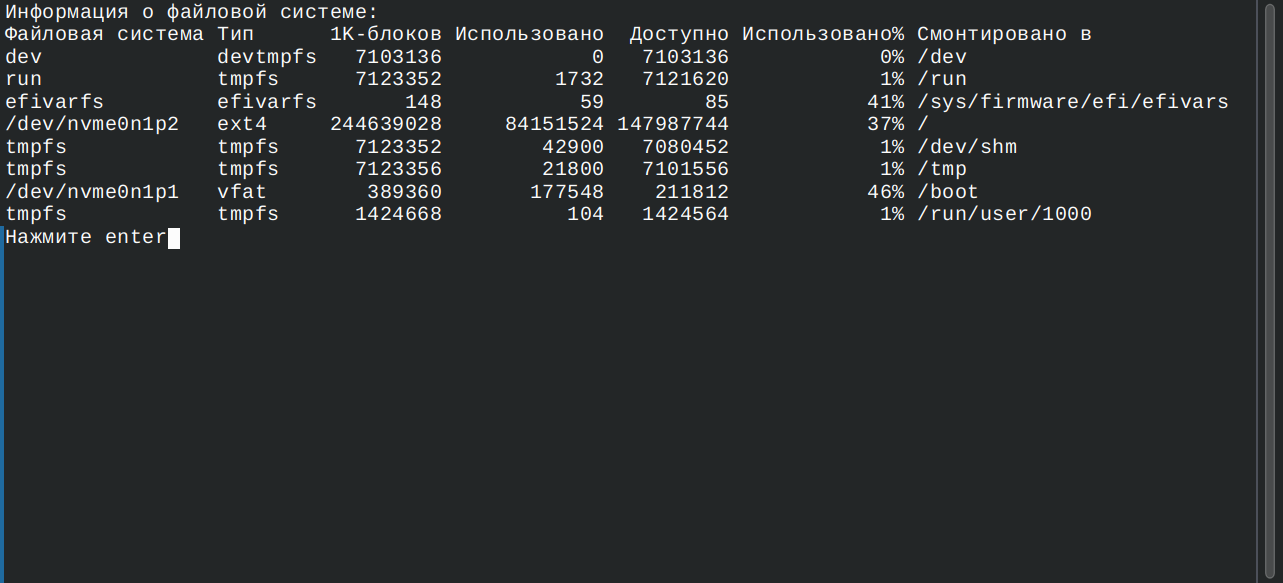 Информация о файловой системе:
Файловая система Тип      1K-блоков Использовано  Доступно Использовано% Смонтировано в
dev              devtmpfs   7103136            0   7103136            0% /dev
run              tmpfs      7123352         1732   7121620            1% /run
efivarfs         efivarfs       148           59        85           41% /sys/firmware/efi/efivars
/dev/nvme0n1p2   ext4     244639028     84151524 147987744           37% /
tmpfs            tmpfs      7123352        42900   7080452            1% /dev/shm
tmpfs            tmpfs      7123356        21800   7101556            1% /tmp
/dev/nvme0n1p1   vfat        389360       177548    211812           46% /boot
tmpfs            tmpfs      1424668          104   1424564            1% /run/user/1000
Нажмите enter